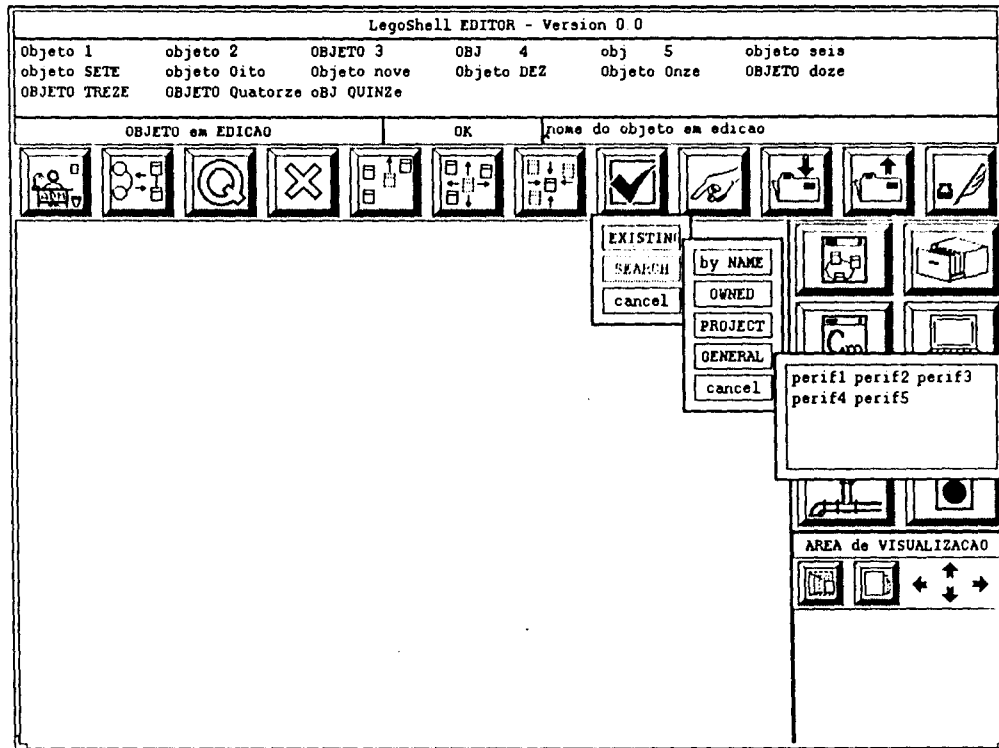 LegoShell EDITOR - Version 0.0
Objeto 1 objeto 2 OBJETO 3 OBJ 4 obj 5 objeto seis
objeto SETE objeto Oito Objeto nove Objeto DEZ Objeto Onze OBJETO doze
OBJETO TREZE OBJETO Quatorze oBJ QUINZe
OBJETO em EDICAO OK nome do objeto em edicao
Q
EXISTING
SEARCH
cancel
by NAME
OWNED
PROJECT
GENERAL
cancel
Cm
perif1 perif2 perif3
perif4 perif5
AREA de VISUALIZACAO